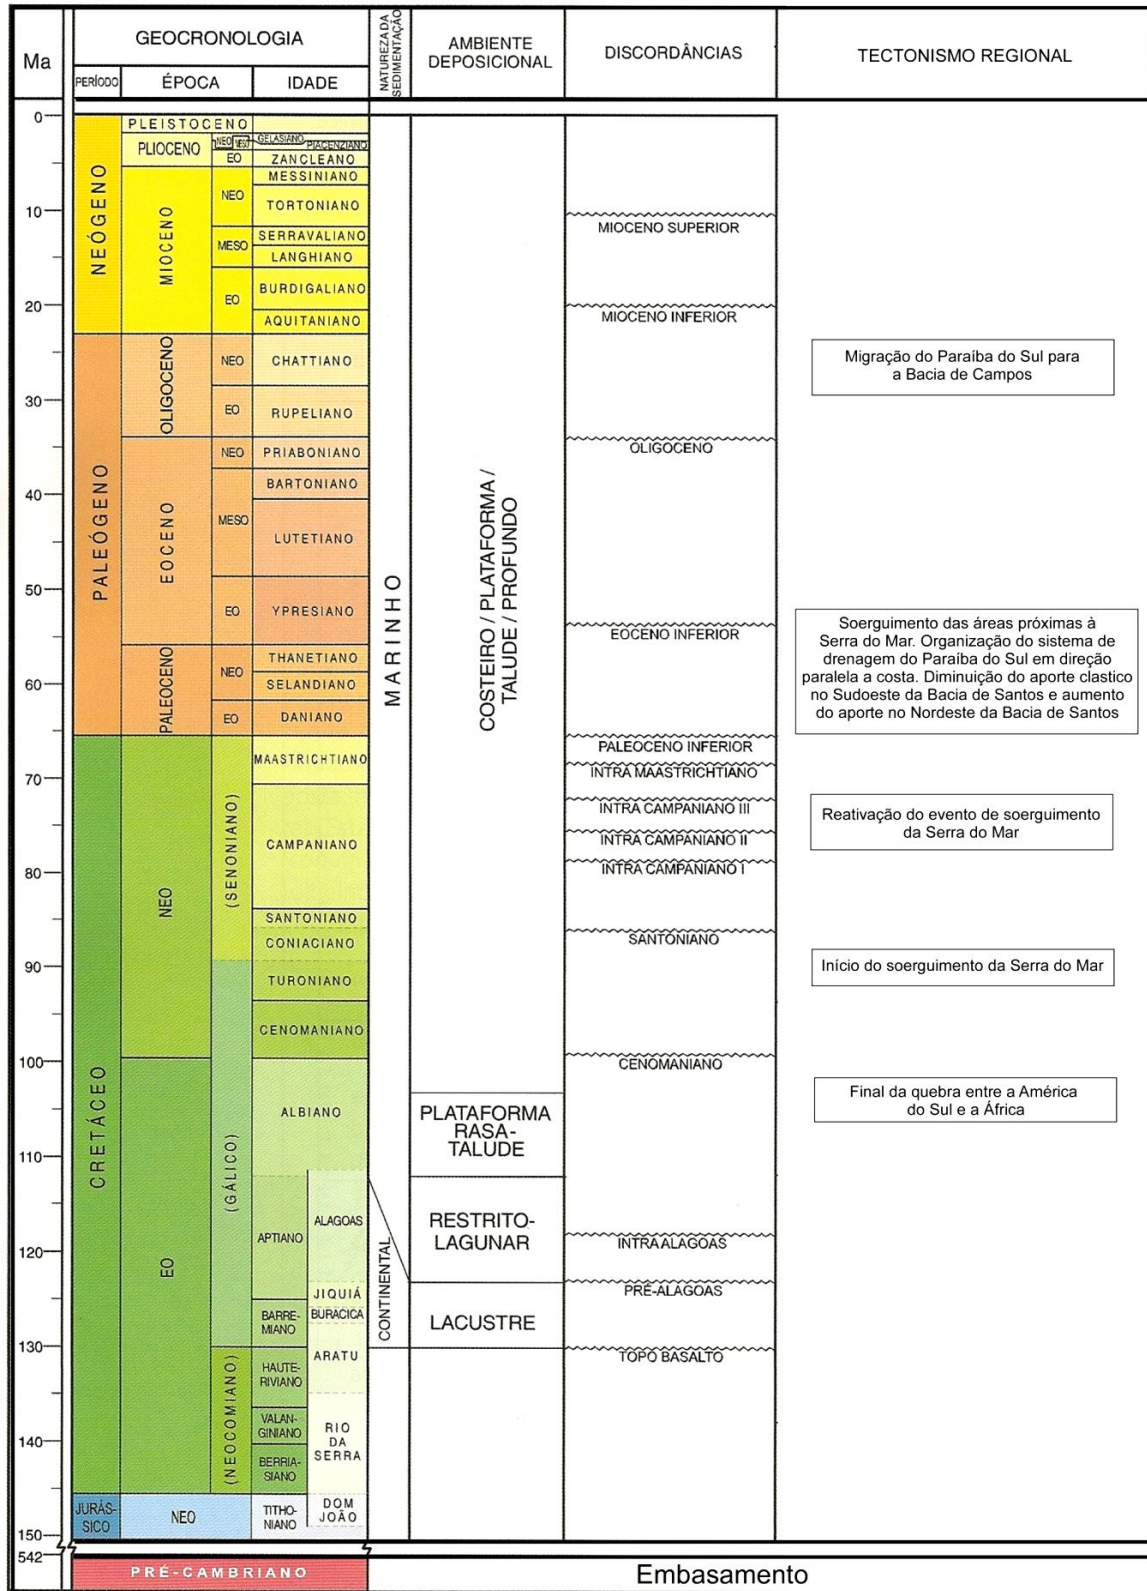 Ma
GEOCRONOLOGIA
PERÍODO
ÉPOCA
IDADE
NATUREZA DA
SEDIMENTAÇÃO
AMBIENTE
DEPOSICIONAL
DISCORDÂNCIAS
TECTONISMO REGIONAL
0
10
20
30
40
50
60
70
80
90
100
110
120
130
140
150
542
NEÓGENO
PALEÓGENO
CRETÁCEO
JURÁS-
SICO
PLEISTOCENO
PLIOCENO
MIOCENO
OLIGOCENO
EOCENO
PALEOCENO
NEO
EO
NEO
NEO
MESO
EO
NEO
MESO
EO
NEO
EO
NEO
MESO
EO
NEO
EO
(SENONIANO)
(GÁLICO)
(NEOCOMIANO)
GELASIANO
PIACENZIANO
ZANCLEANO
MESSINIANO
TORTONIANO
SERRAVALIANO
LANGHIANO
BURDIGALIANO
AQUITANIANO
CHATTIANO
RUPELIANO
PRIABONIANO
BARTONIANO
LUTETIANO
YPRESIANO
THANETIANO
SELANDIANO
DANIANO
MAASTRICHTIANO
CAMPANIANO
SANTONIANO
CONIACIANO
TURONIANO
CENOMANIANO
ALBIANO
APTIANO
BARRE-
MIANO
HAUTE-
RIVIANO
VALAN-
GINIANO
BERRIA-
SIANO
TITHO-
NIANO
ALAGOAS
JIQUIÁ
BURACICA
ARATU
RIO
DA
SERRA
DOM
JOÃO
MARINHO
CONTINENTAL
COSTEIRO / PLATAFORMA /
TALUDE / PROFUNDO
PLATAFORMA
RASA-
TALUDE
RESTRITO-
LAGUNAR
LACUSTRE
MIOCENO SUPERIOR
MIOCENO INFERIOR
OLIGOCENO
EOCENO INFERIOR
PALEOCENO INFERIOR
INTRA MAASTRICHTIANO
INTRA CAMPANIANO III
INTRA CAMPANIANO II
INTRA CAMPANIANO I
SANTONIANO
CENOMANIANO
INTRA ALAGOAS
PRÉ-ALAGOAS
TOPO BASALTO
Migração do Paraíba do Sul para
a Bacia de Campos
Soerguimento das áreas próximas à
Serra do Mar. Organização do sistema de
drenagem do Paraíba do Sul em direção
paralela a costa. Diminuição do aporte clastico
no Sudoeste da Bacia de Santos e aumento
do aporte no Nordeste da Bacia de Santos
Reativação do evento de soerguimento
da Serra do Mar
Início do soerguimento da Serra do Mar
Final da quebra entre a América
do Sul e a África
PRÉ-CAMBRIANO
Embasamento